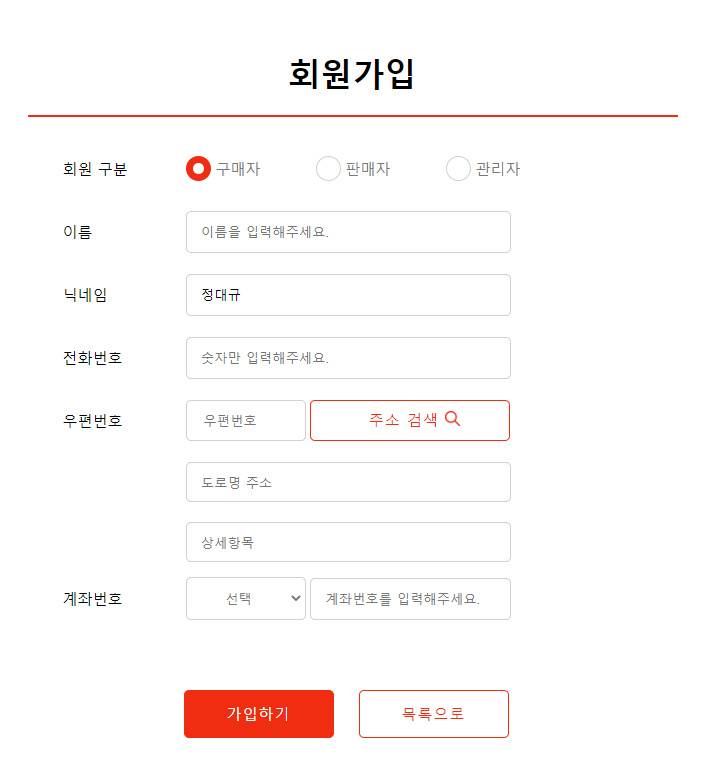 회원가입
회원 구분 구매자 판매자 관리자
이름 이름을 입력해주세요.
닉네임 정대규
전화번호 숫자만 입력해주세요.
우편번호 우편번호 주소 검색
도로명 주소
상세항목
계좌번호 선택 계좌번호를 입력해주세요.
가입하기 목록으로